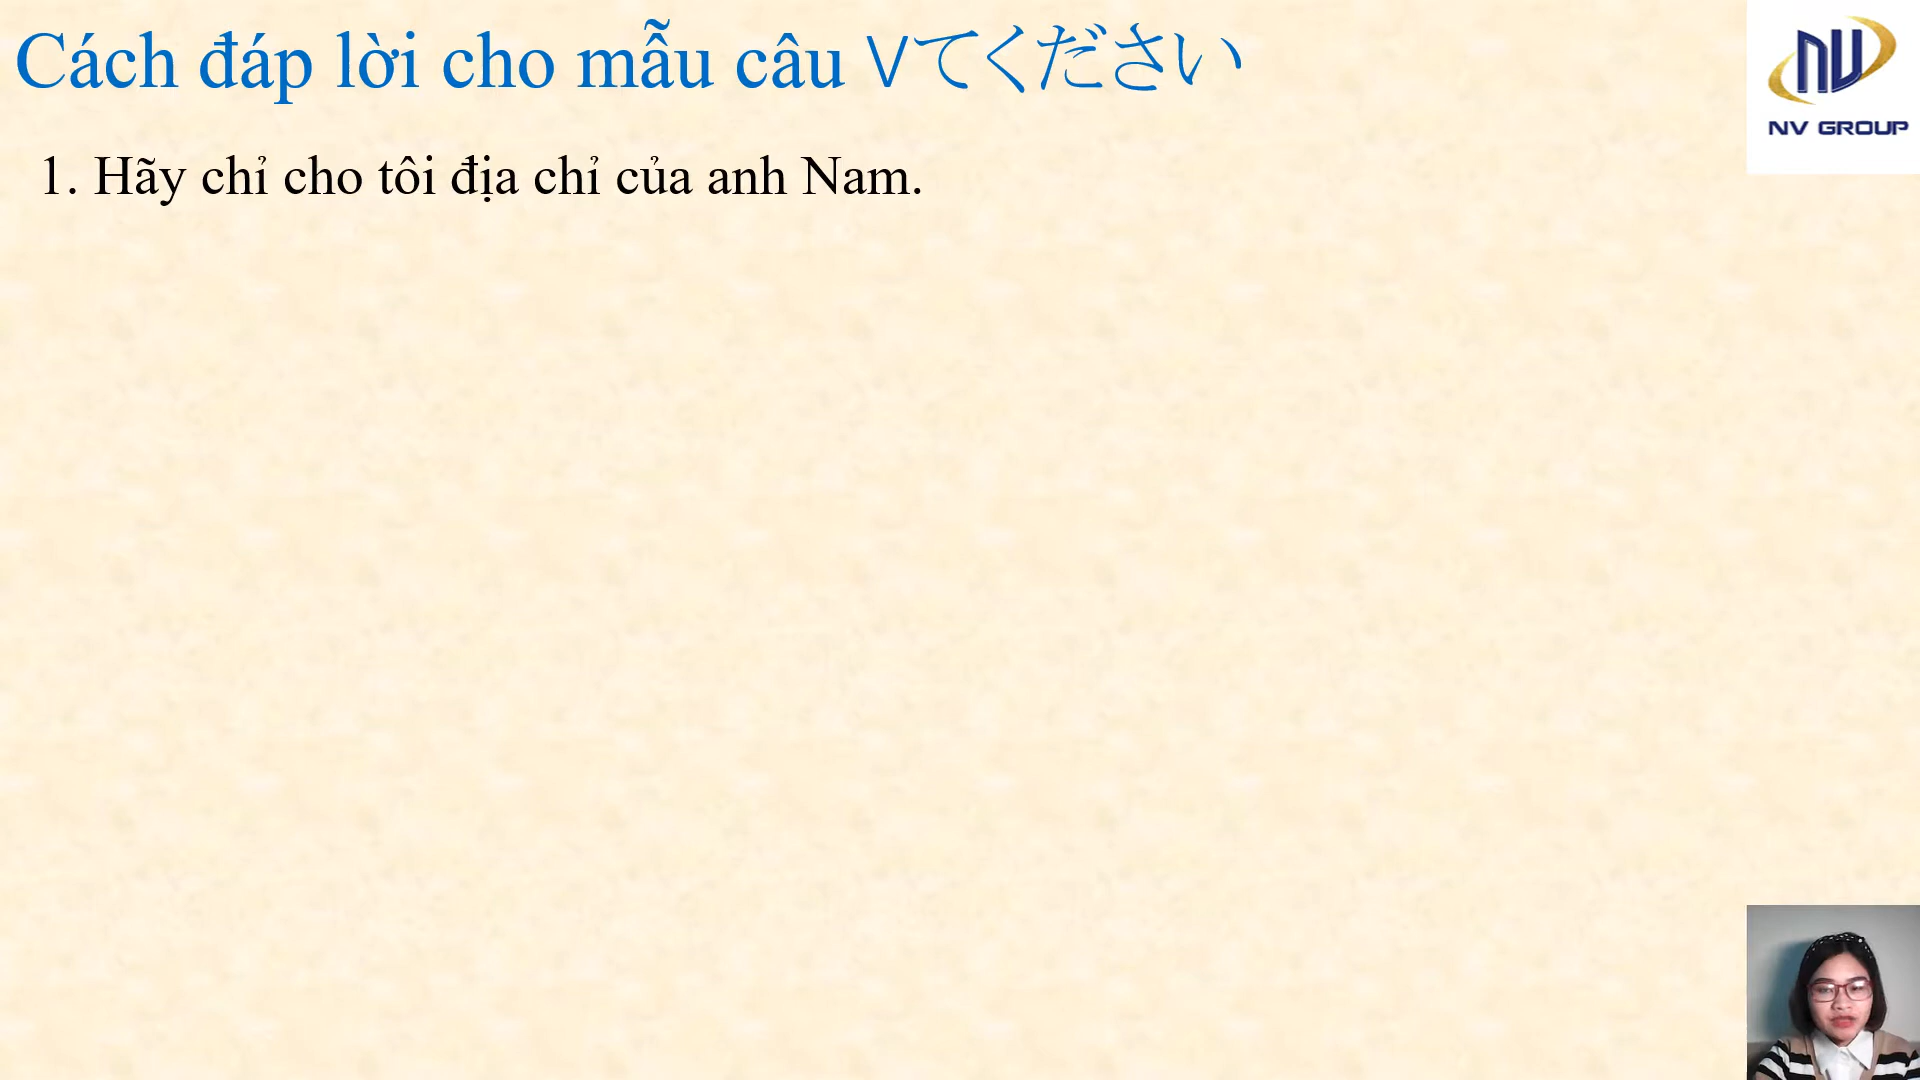 Cách đáp lời cho mẫu câu Vてください
1. Hãy chỉ cho tôi địa chỉ của anh Nam.
NV GROUP